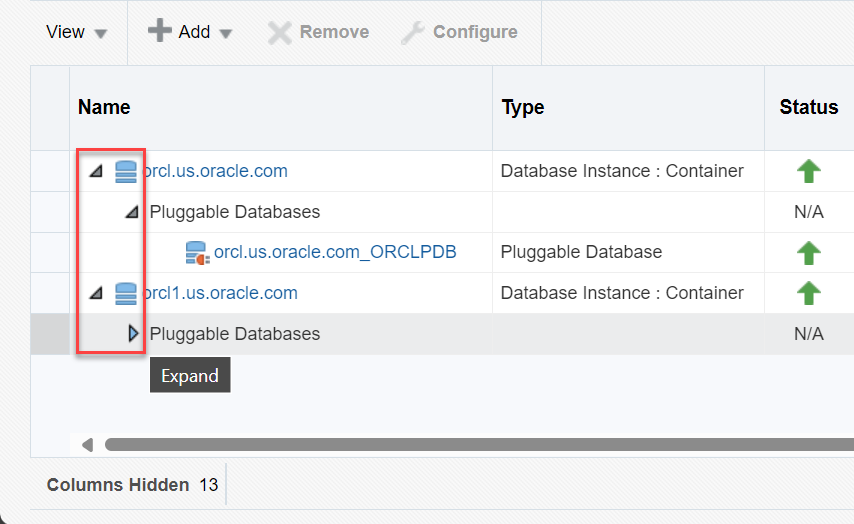 View Add Remove Configure
Name Type Status
orcl.us.oracle.com Database Instance : Container
Pluggable Databases N/A
orcl.us.oracle.com_ORCLPDB Pluggable Database
orcl1.us.oracle.com Database Instance : Container
Pluggable Databases N/A
Expand
Columns Hidden 13